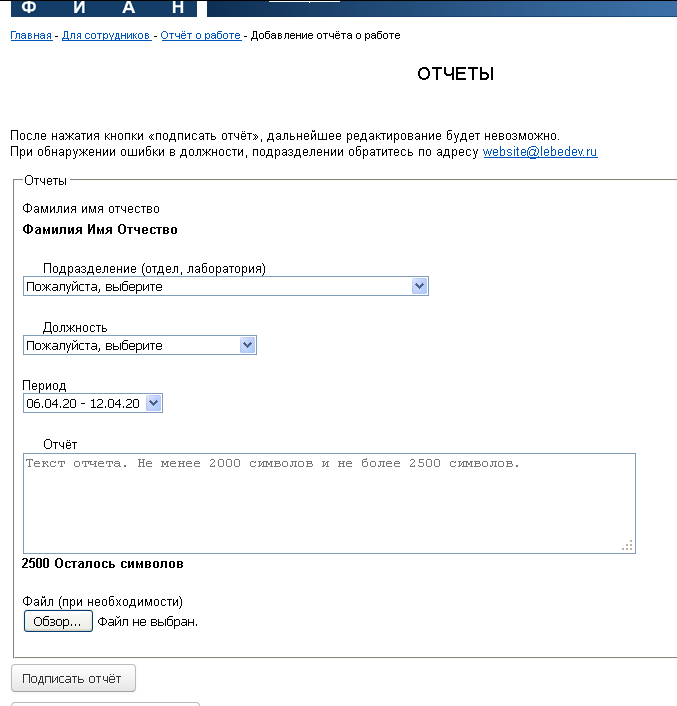 ФИАН
Главная - Для сотрудников - Отчёт о работе - Добавление отчёта о работе
ОТЧЕТЫ
После нажатия кнопки «подписать отчёт», дальнейшее редактирование будет невозможно.
При обнаружении ошибки в должности, подразделении обратитесь по адресу website@lebedev.ru
Отчеты
Фамилия имя отчество
Фамилия Имя Отчество
Подразделение (отдел, лаборатория)
Пожалуйста, выберите
Должность
Пожалуйста, выберите
Период
06.04.20 - 12.04.20
Отчёт
Текст отчета. Не менее 2000 символов и не более 2500 символов.
2500 Осталось символов
Файл (при необходимости)
Обзор... Файл не выбран.
Подписать отчёт